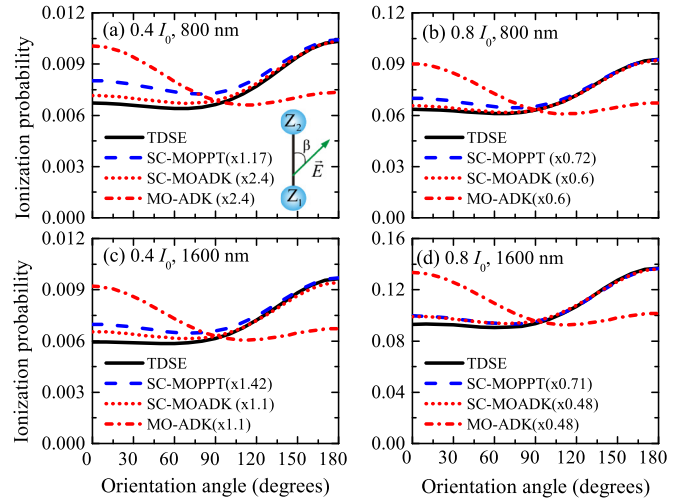 (a) 0.4 I₀, 800 nm
(b) 0.8 I₀, 800 nm
Ionization probability
0.012
0.009
0.006
0.003
0.000
0.12
0.09
0.06
0.03
0.00
TDSE
SC-MOPPT(x1.17)
SC-MOADK (x2.4)
MO-ADK (x2.4)
Z₂
β
E⃗
Z₁
TDSE
SC-MOPPT (x0.72)
SC-MOADK(x0.6)
MO-ADK(x0.6)
(c) 0.4 I₀, 1600 nm
(d) 0.8 I₀, 1600 nm
Ionization probability
0.012
0.009
0.006
0.003
0.000
0.16
0.12
0.08
0.04
0.00
TDSE
SC-MOPPT(x1.42)
SC-MOADK (x1.1)
MO-ADK(x1.1)
TDSE
SC-MOPPT(x0.71)
SC-MOADK(x0.48)
MO-ADK(x0.48)
0 30 60 90 120 150 180
0 30 60 90 120 150 180
Orientation angle (degrees)
Orientation angle (degrees)